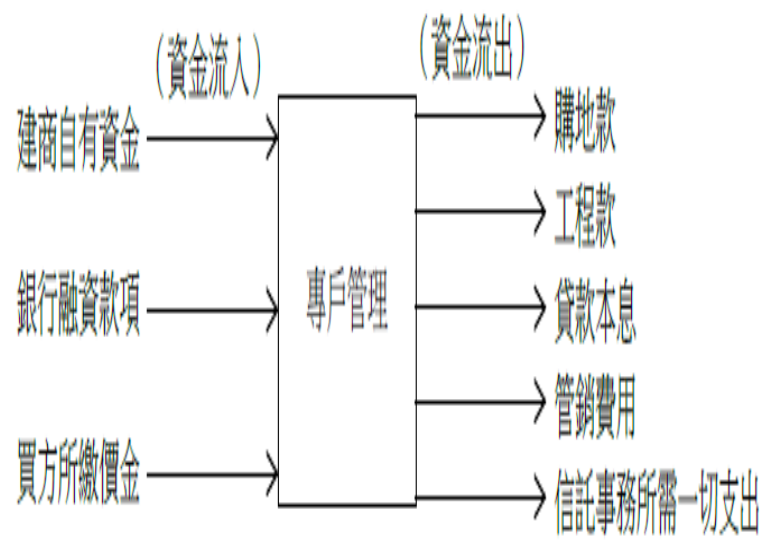 （資金流入）
（資金流出）
建商自有資金
銀行融資款項
買方所繳價金
專戶管理
購地款
工程款
貸款本息
管銷費用
信託事務所需一切支出